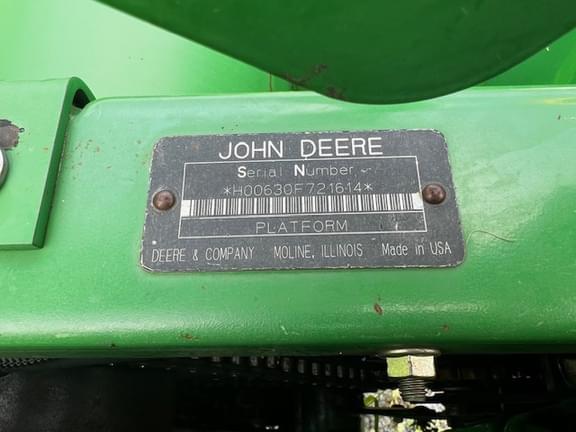 JOHN DEERE
Serial Number
*H00630F721614*
PLATFORM
DEERE & COMPANY MOLINE, ILLINOIS Made in USA